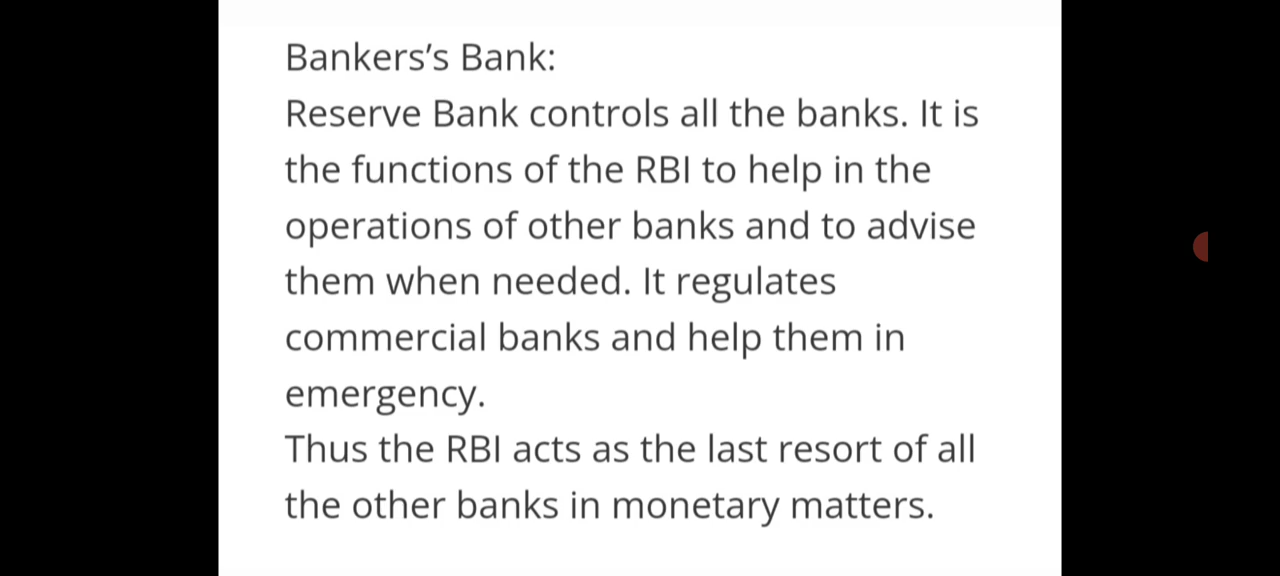 Bankers’s Bank:
Reserve Bank controls all the banks. It is
the functions of the RBI to help in the
operations of other banks and to advise
them when needed. It regulates
commercial banks and help them in
emergency.
Thus the RBI acts as the last resort of all
the other banks in monetary matters.